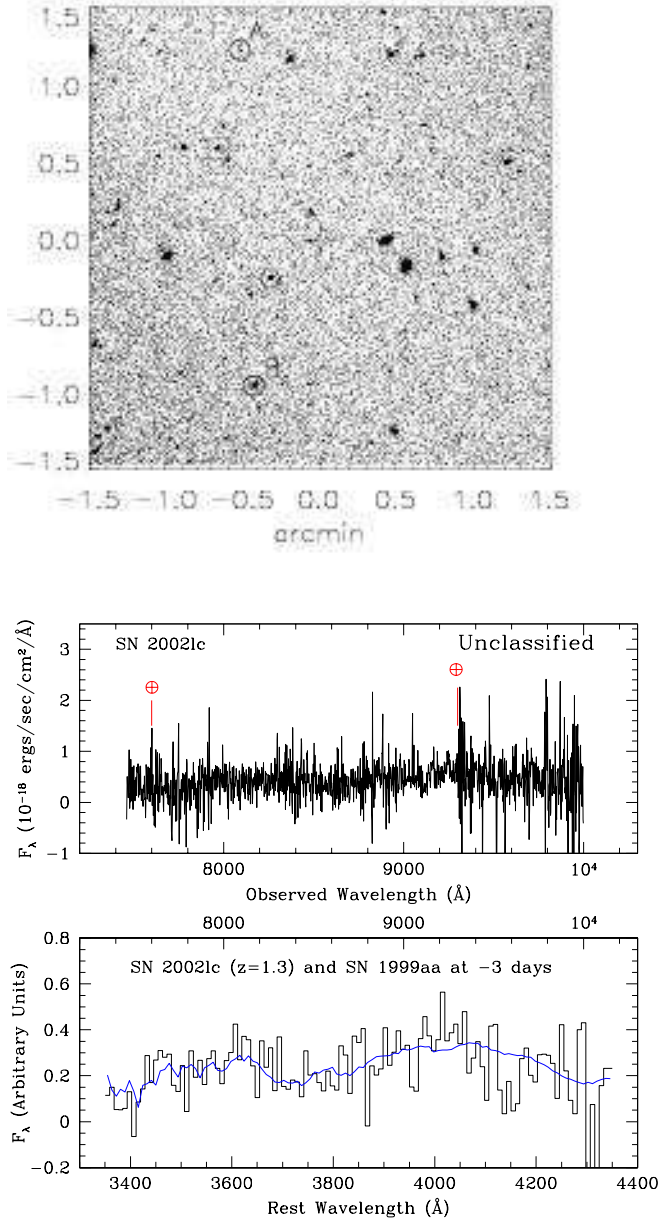 1.5
A
1.0
0.5
0.0
−0.5
−1.0
−1.5
−1.5 −1.0 −0.5 0.0 0.5 1.0 1.5
arcmin
SN 2002lc Unclassified
3
2
1
0
−1
F_λ (10⁻¹⁸ ergs/sec/cm²/Å)
8000 9000 10⁴
Observed Wavelength (Å)
8000 9000 10⁴
SN 2002lc (z=1.3) and SN 1999aa at −3 days
0.8
0.6
0.4
0.2
0
−0.2
F_λ (Arbitrary Units)
3400 3600 3800 4000 4200 4400
Rest Wavelength (Å)